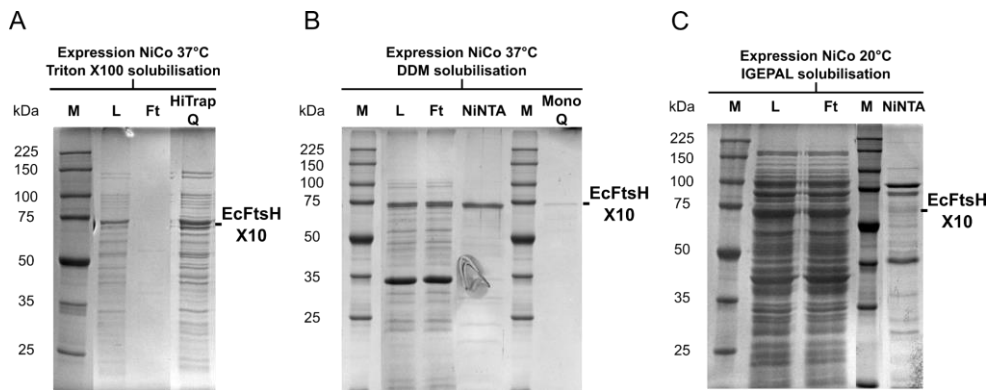 A
Expression NiCo 37°C
Triton X100 solubilisation
kDa
M
L
Ft
HiTrap
Q
225
150
100
75
50
35
25
EcFtsH
X10
B
Expression NiCo 37°C
DDM solubilisation
kDa
M
L
Ft
NiNTA
M
Mono
Q
225
150
100
75
50
35
25
EcFtsH
X10
C
Expression NiCo 20°C
IGEPAL solubilisation
kDa
M
L
Ft
M
NiNTA
225
150
100
75
50
35
25
EcFtsH
X10